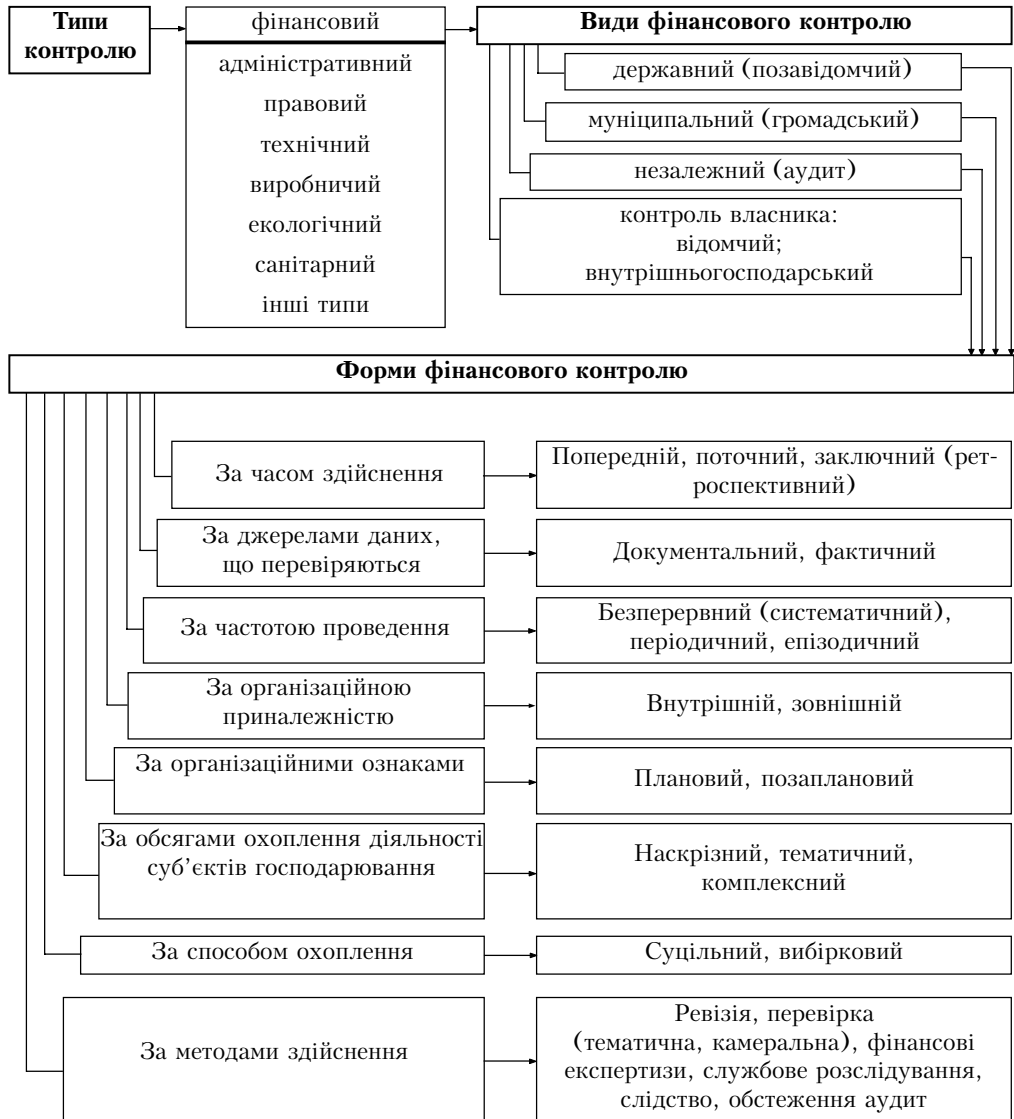 Типи
контролю
фінансовий
адміністративний
правовий
технічний
виробничий
екологічний
санітарний
інші типи
Види фінансового контролю
державний (позавідомчий)
муніципальний (громадський)
незалежний (аудит)
контроль власника:
відомчий;
внутрішньогосподарський
Форми фінансового контролю
За часом здійснення
Попередній, поточний, заключний (рет-
роспективний)
За джерелами даних,
що перевіряються
Документальний, фактичний
За частотою проведення
Безперервний (систематичний),
періодичний, епізодичний
За організаційною
приналежністю
Внутрішній, зовнішній
За організаційними ознаками
Плановий, позаплановий
За обсягами охоплення діяльності
суб’єктів господарювання
Наскрізний, тематичний,
комплексний
За способом охоплення
Суцільний, вибірковий
За методами здійснення
Ревізія, перевірка
(тематична, камеральна), фінансові
експертизи, службове розслідування,
слідство, обстеження аудит